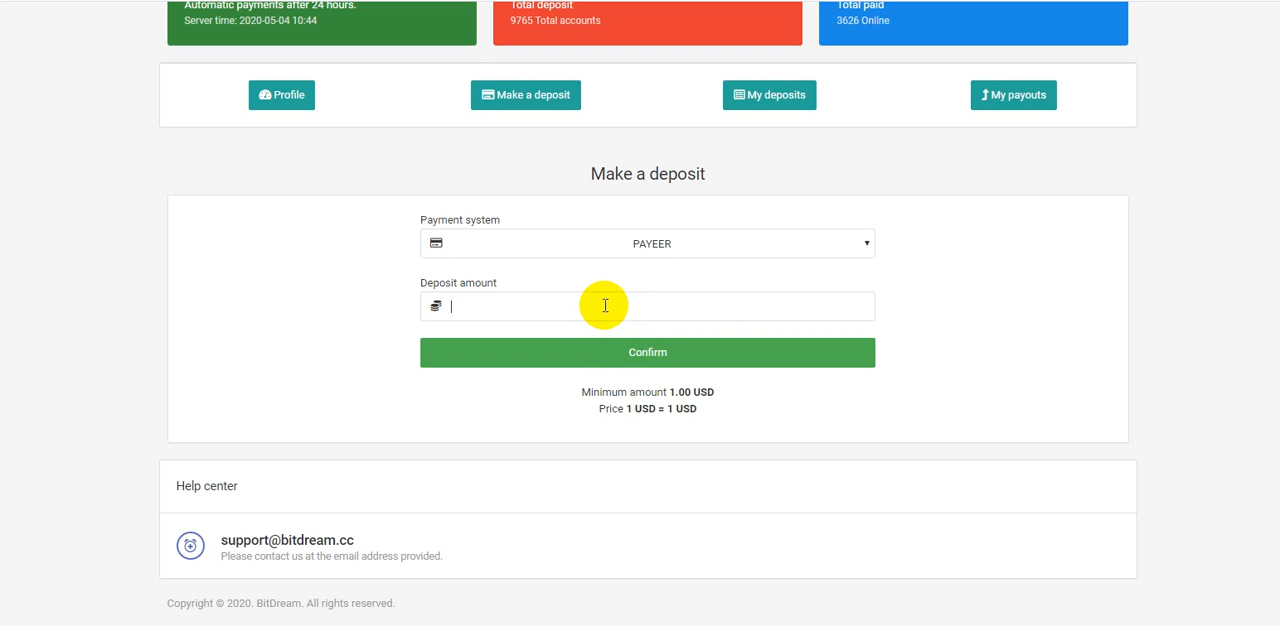 Automatic payments after 24 hours.
Server time: 2020-05-04 10:44
Total deposit
9765 Total accounts
Total paid
3626 Online
Profile
Make a deposit
My deposits
My payouts
Make a deposit
Payment system
PAYEER
Deposit amount
Confirm
Minimum amount 1.00 USD
Price 1 USD = 1 USD
Help center
support@bitdream.cc
Please contact us at the email address provided.
Copyright © 2020. BitDream. All rights reserved.